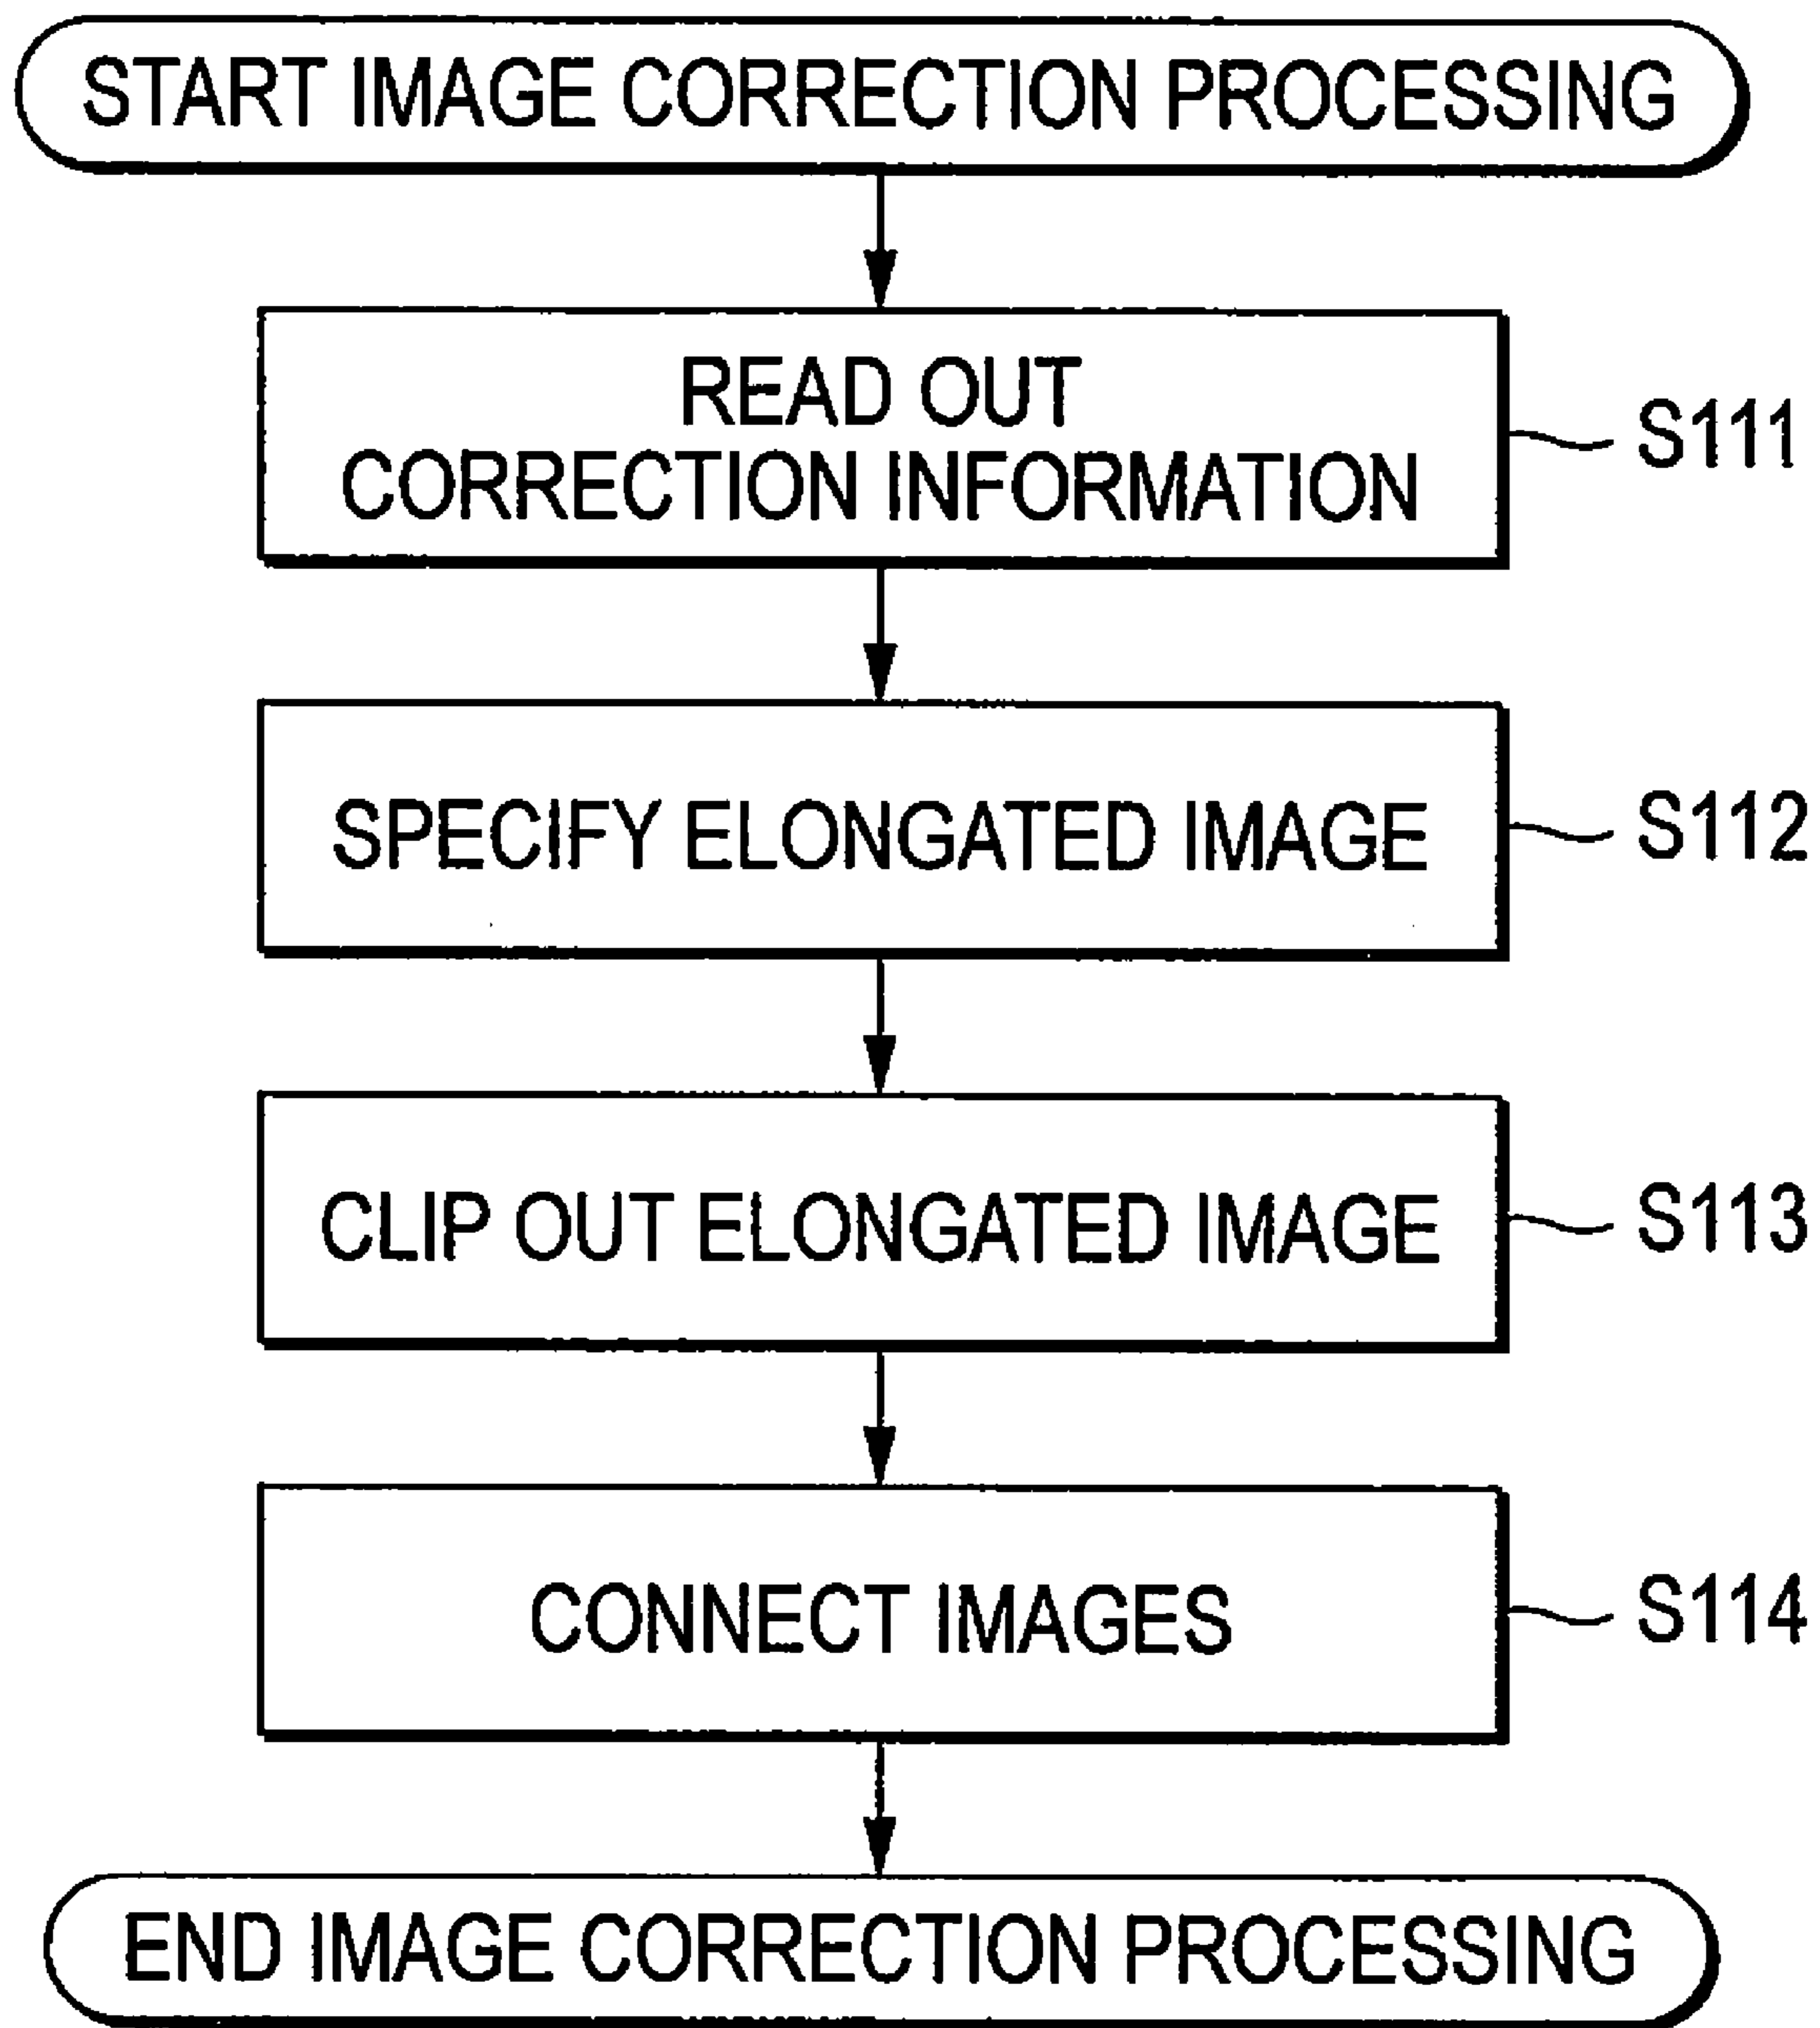 START IMAGE CORRECTION PROCESSING
READ OUT
CORRECTION INFORMATION
S111
SPECIFY ELONGATED IMAGE
S112
CLIP OUT ELONGATED IMAGE
S113
CONNECT IMAGES
S114
END IMAGE CORRECTION PROCESSING